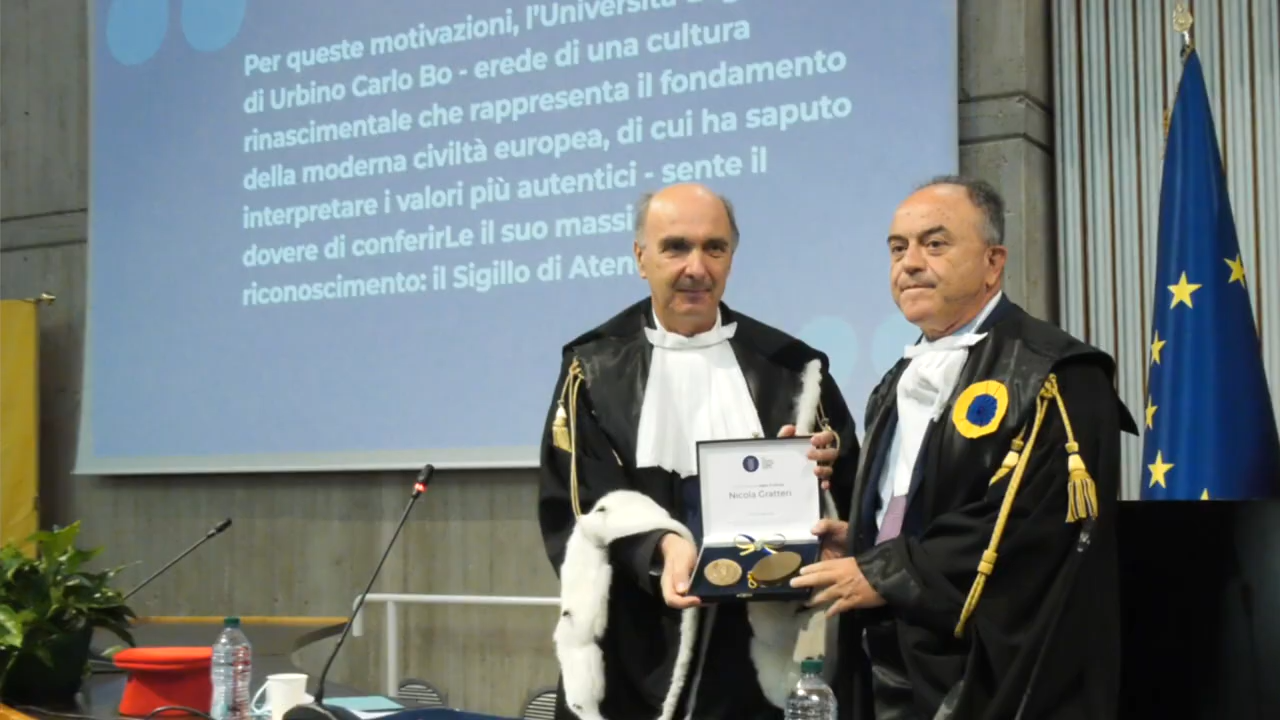 Per queste motivazioni, l'Università
di Urbino Carlo Bo - erede di una cultura
rinascimentale che rappresenta il fondamento
della moderna civiltà europea, di cui ha saputo
interpretare i valori più autentici - sente il
dovere di conferirLe il suo massi
riconoscimento: il Sigillo di Aten
Nicola Gratteri